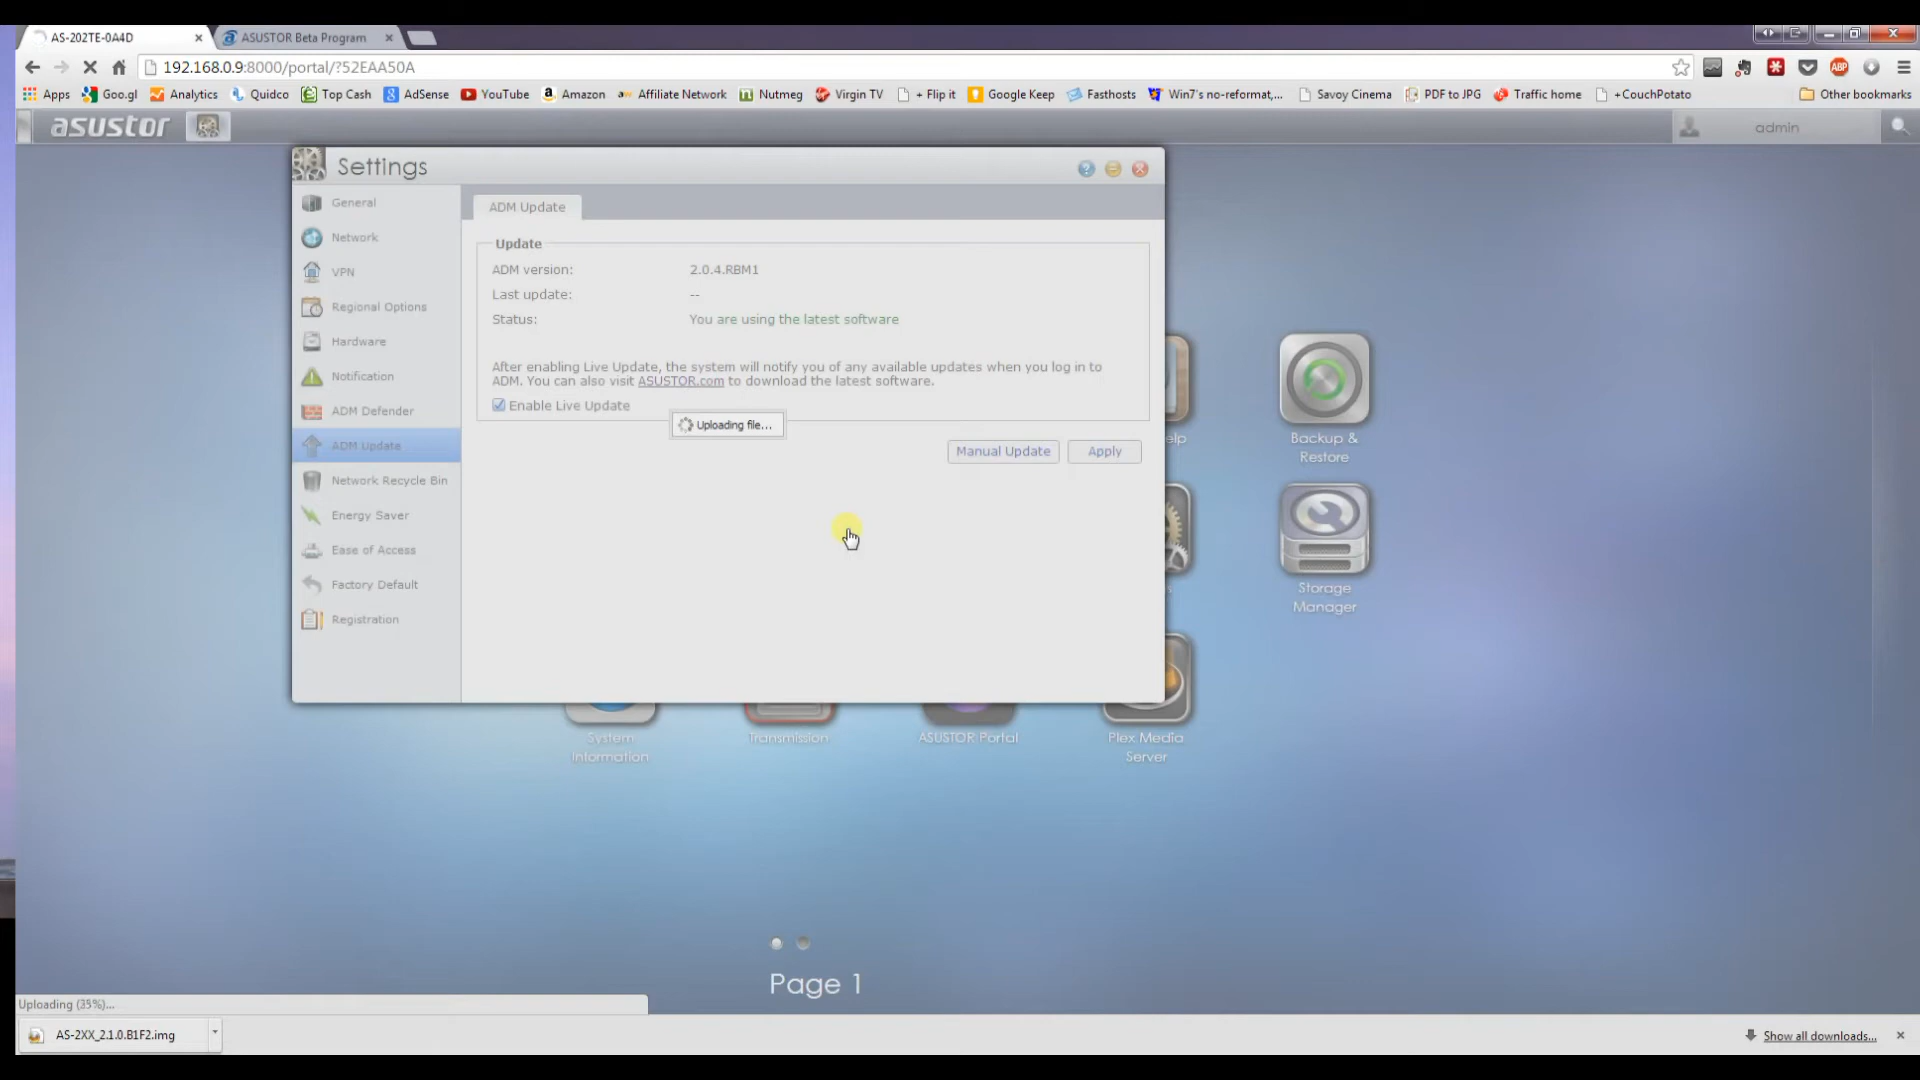 AS-202TE-0A4D
ASUSTOR Beta Program
192.168.0.9:8000/portal/?52EAA50A
ABP
Apps Goo.gl Analytics Quidco Top Cash AdSense YouTube Amazon Affiliate Network Nutmeg Virgin TV + Flip it Google Keep Fasthosts Win7's no-reformat,... Savoy Cinema PDF to JPG Traffic home +CouchPotato Other bookmarks
asustor
admin
Settings
General
Network
VPN
Regional Options
Hardware
Notification
ADM Defender
ADM Update
Network Recycle Bin
Energy Saver
Ease of Access
Factory Default
Registration
ADM Update
Update
ADM version: 2.0.4.RBM1
Last update: --
Status: You are using the latest software
After enabling Live Update, the system will notify you of any available updates when you log in to
ADM. You can also visit ASUSTOR.com to download the latest software.
Enable Live Update
Uploading file...
Manual Update Apply
elp
Backup &
Restore
Storage
Manager
System
Information
Transmission
ASUSTOR Portal
Plex Media
Server
Page 1
Uploading (35%)...
AS-2XX_2.1.0.B1F2.img
Show all downloads...